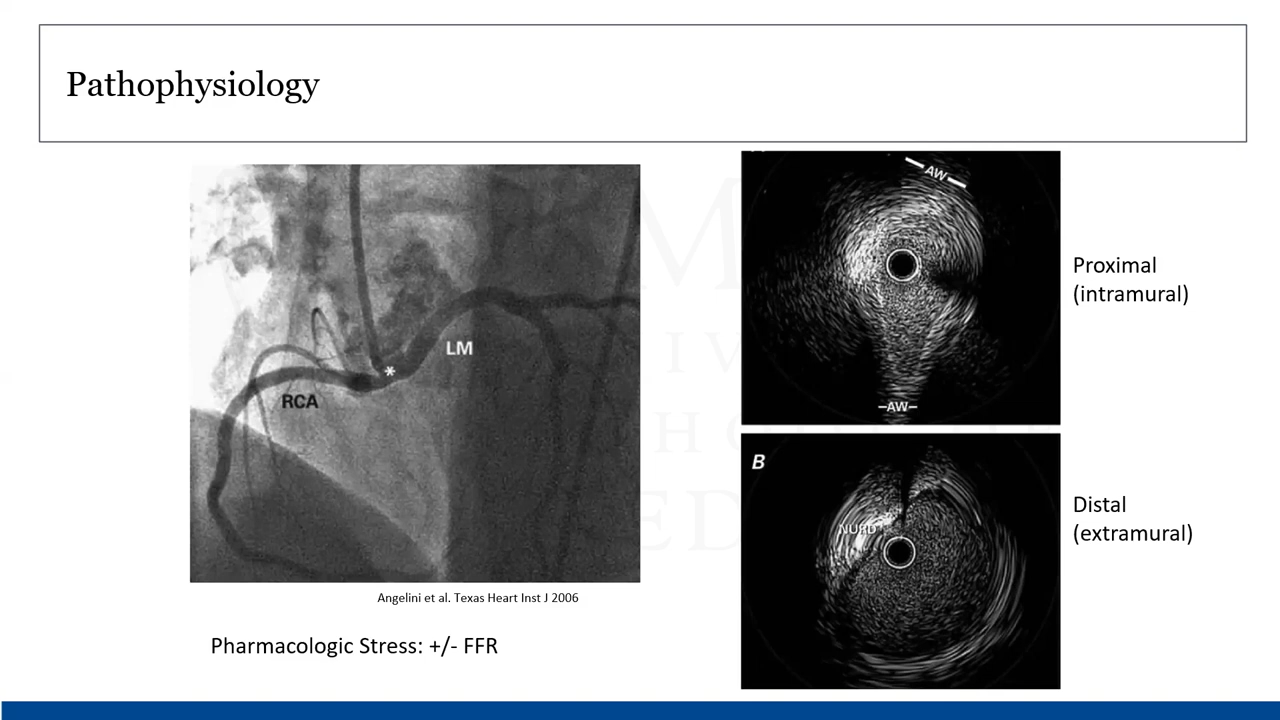 Pathophysiology
LM
*
RCA
Angelini et al. Texas Heart Inst J 2006
Pharmacologic Stress: +/- FFR
AW
-AW-
Proximal
(intramural)
B
NURD
Distal
(extramural)